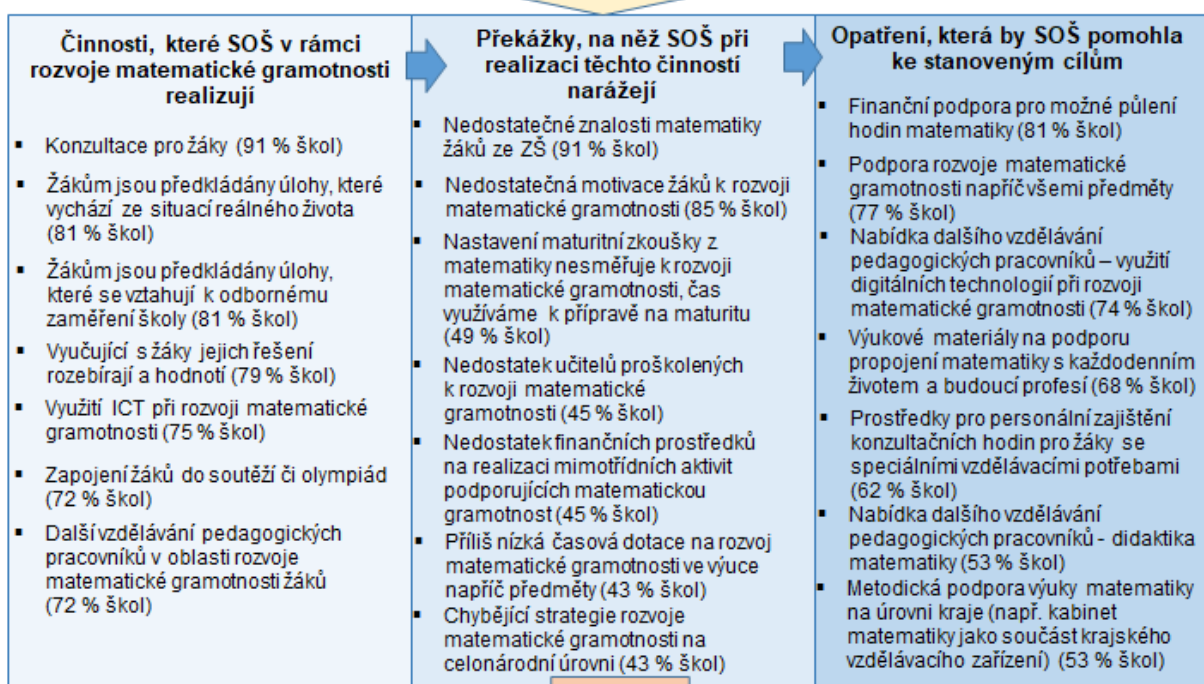 Činnosti, které SOŠ v rámci
rozvoje matematické gramotnosti
realizují
▪ Konzultace pro žáky (91 % škol)
▪ Žákům jsou předkládány úlohy, které
vychází ze situací reálného života
(81 % škol)
▪ Žákům jsou předkládány úlohy,
které se vztahují k odbornému
zaměření školy (81 % škol)
▪ Vyučující s žáky jejich řešení
rozebírají a hodnotí (79 % škol)
▪ Využití ICT při rozvoji matematické
gramotnosti (75 % škol)
▪ Zapojení žáků do soutěží či olympiád
(72 % škol)
▪ Další vzdělávání pedagogických
pracovníků v oblasti rozvoje
matematické gramotnosti žáků
(72 % škol)
Překážky, na něž SOŠ při
realizaci těchto činností
narážejí
▪ Nedostatečné znalosti matematiky
žáků ze ZŠ (91 % škol)
▪ Nedostatečná motivace žáků k rozvoji
matematické gramotnosti (85 % škol)
▪ Nastavení maturitní zkoušky z
matematiky nesměřuje k rozvoji
matematické gramotnosti, čas
využíváme k přípravě na maturitu
(49 % škol)
▪ Nedostatek učitelů proškolených
k rozvoji matematické
gramotnosti (45 % škol)
▪ Nedostatek finančních prostředků
na realizaci mimotřídních aktivit
podporujících matematickou
gramotnost (45 % škol)
▪ Příliš nízká časová dotace na rozvoj
matematické gramotnosti ve výuce
napříč předměty (43 % škol)
▪ Chybějící strategie rozvoje
matematické gramotnosti na
celonárodní úrovni (43 % škol)
Opatření, která by SOŠ pomohla
ke stanoveným cílům
▪ Finanční podpora pro možné půlení
hodin matematiky (81 % škol)
▪ Podpora rozvoje matematické
gramotnosti napříč všemi předměty
(77 % škol)
▪ Nabídka dalšího vzdělávání
pedagogických pracovníků – využití
digitálních technologií při rozvoji
matematické gramotnosti (74 % škol)
▪ Výukové materiály na podporu
propojení matematiky s každodenním
životem a budoucí profesí (68 % škol)
▪ Prostředky pro personální zajištění
konzultačních hodin pro žáky se
speciálními vzdělávacími potřebami
(62 % škol)
▪ Nabídka dalšího vzdělávání
pedagogických pracovníků - didaktika
matematiky (53 % škol)
▪ Metodická podpora výuky matematiky
na úrovni kraje (např. kabinet
matematiky jako součást krajského
vzdělávacího zařízení) (53 % škol)